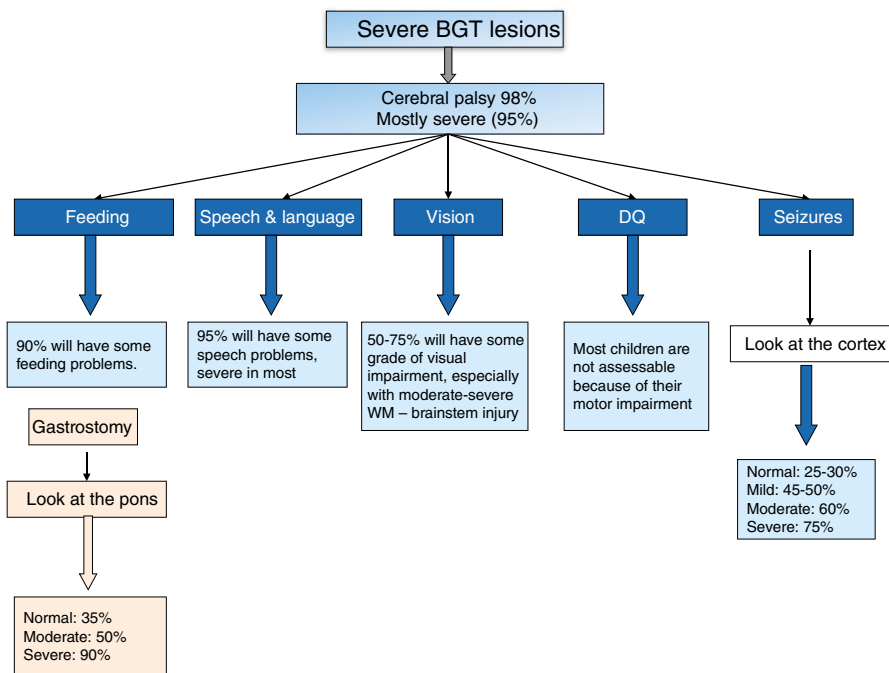 Severe BGT lesions
Cerebral palsy 98%
Mostly severe (95%)
Feeding
Speech & language
Vision
DQ
Seizures
90% will have some
feeding problems.
95% will have some
speech problems,
severe in most
50-75% will have some
grade of visual
impairment, especially
with moderate-severe
WM – brainstem injury
Most children are
not assessable
because of their
motor impairment
Look at the cortex
Normal: 25-30%
Mild: 45-50%
Moderate: 60%
Severe: 75%
Gastrostomy
Look at the pons
Normal: 35%
Moderate: 50%
Severe: 90%